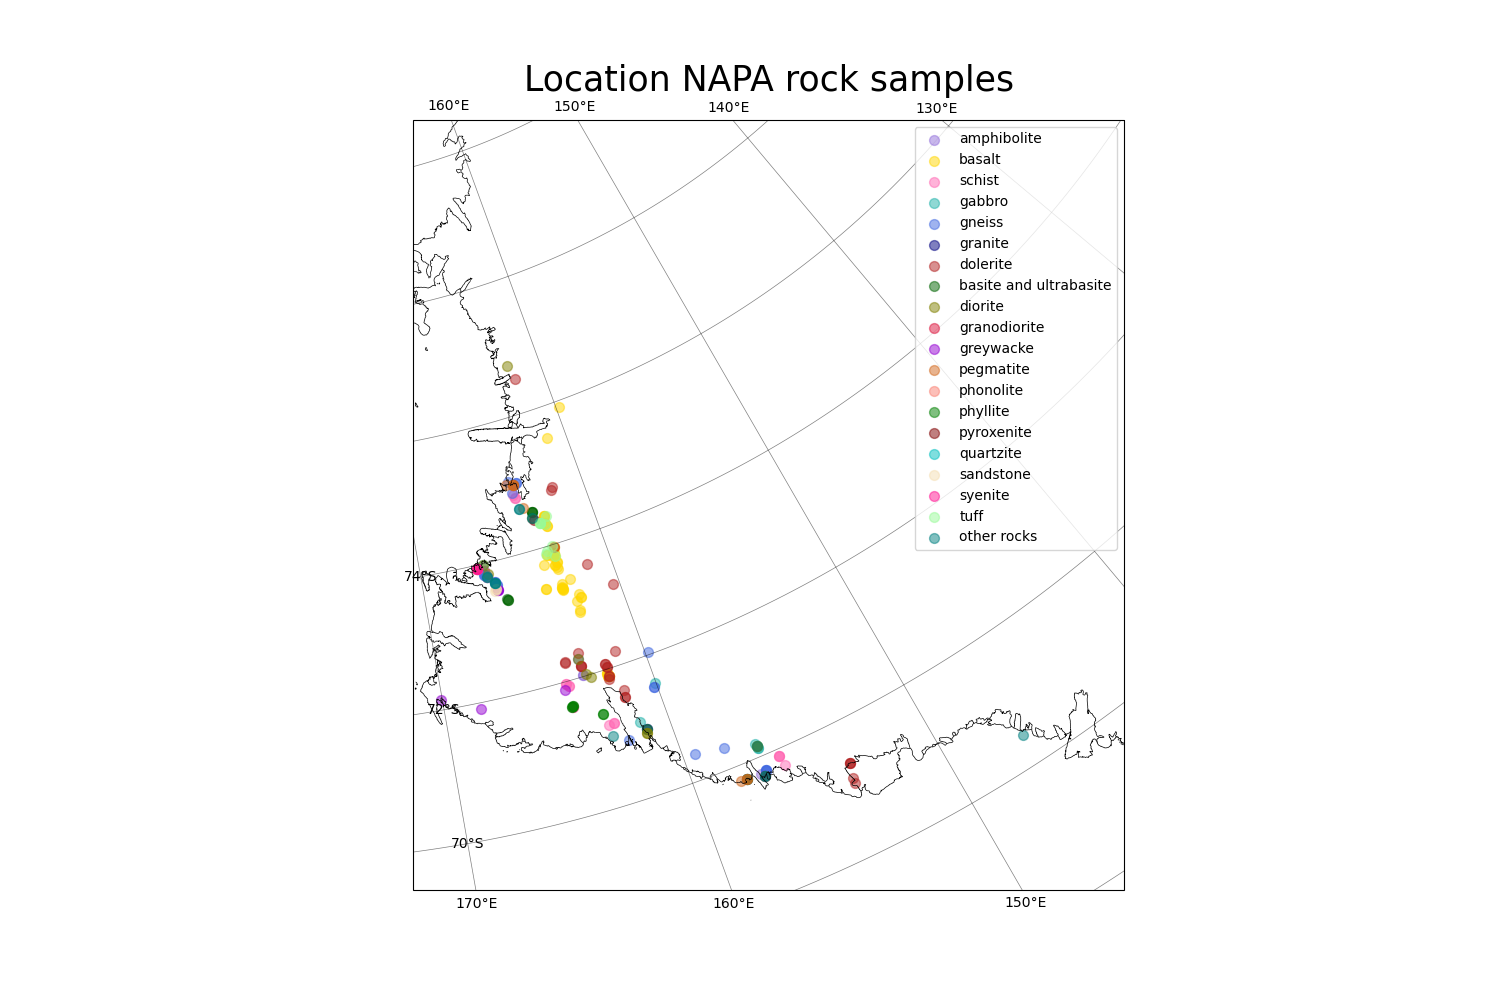 Location NAPA rock samples
160°E
150°E
140°E
130°E
amphibolite
basalt
schist
gabbro
gneiss
granite
dolerite
basite and ultrabasite
diorite
granodiorite
greywacke
pegmatite
phonolite
phyllite
pyroxenite
quartzite
sandstone
syenite
tuff
other rocks
74°S
72°S
70°S
170°E
160°E
150°E